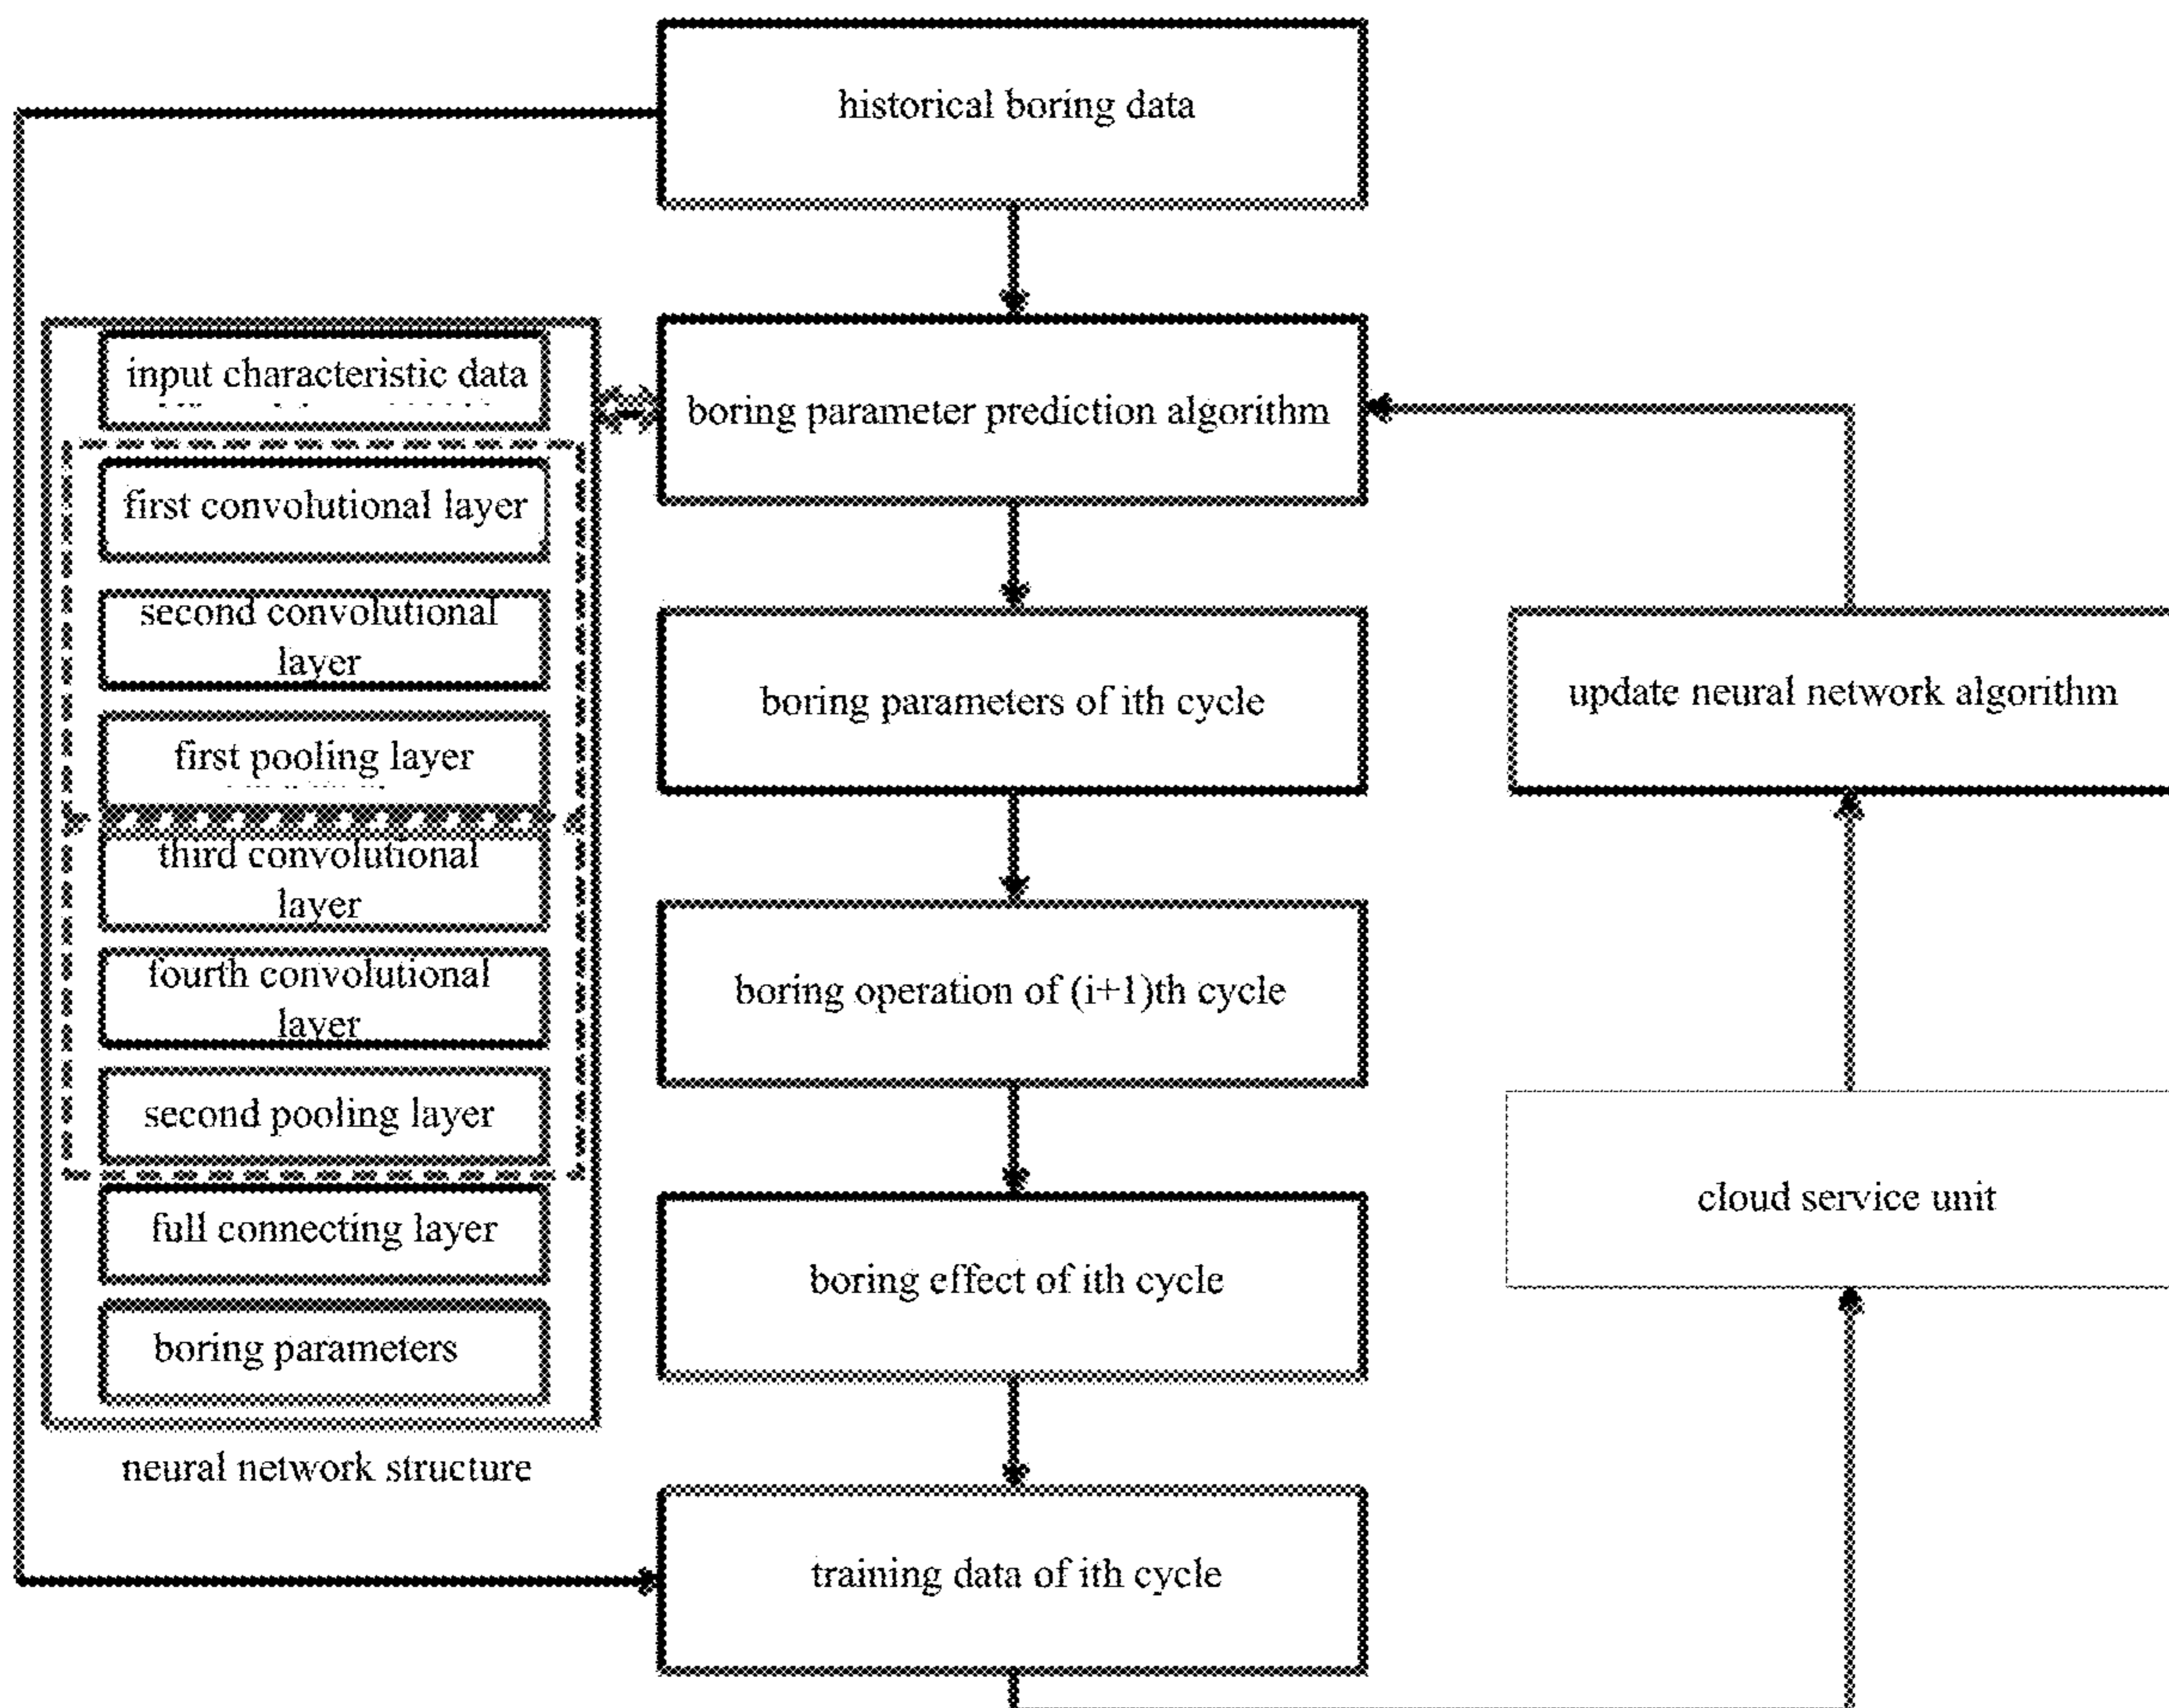 historical boring data
input characteristic data
first convolutional layer
second convolutional
layer
first pooling layer
third convolutional
layer
fourth convolutional
layer
second pooling layer
full connecting layer
boring parameters
neural network structure
boring parameter prediction algorithm
boring parameters of ith cycle
boring operation of (i+1)th cycle
boring effect of ith cycle
training data of ith cycle
update neural network algorithm
cloud service unit